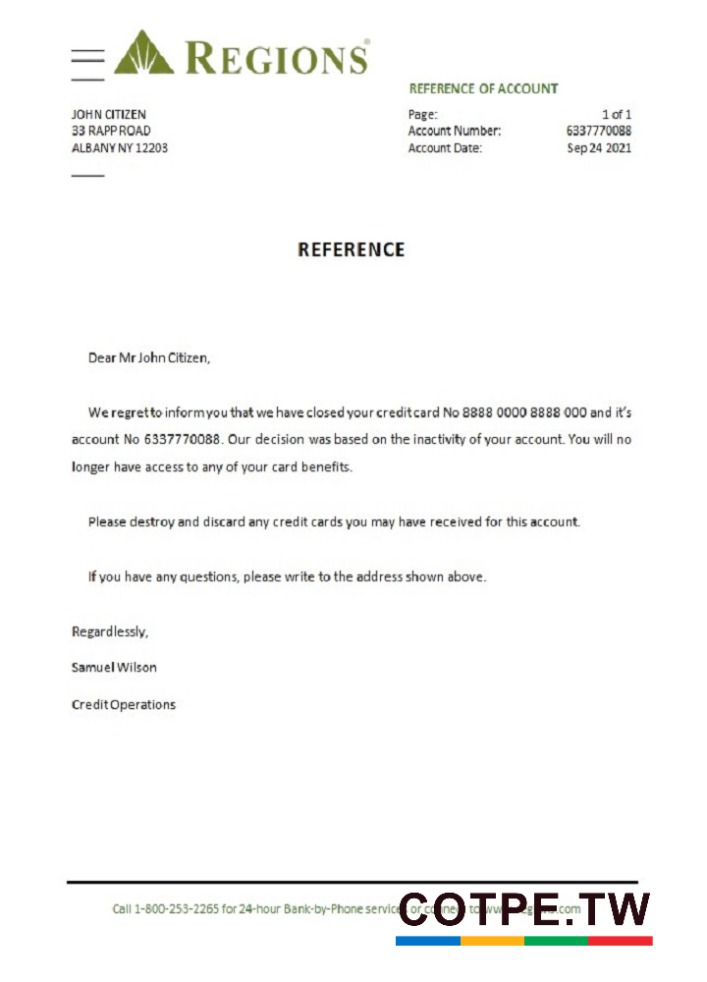 REGIONS®
REFERENCE OF ACCOUNT
JOHN CITIZEN
33 RAPP ROAD
ALBANY NY 12203
Page: 1 of 1
Account Number: 6337770088
Account Date: Sep 24 2021
REFERENCE
Dear Mr John Citizen,
We regret to inform you that we have closed your credit card No 8888 0000 8888 000 and it's
account No 6337770088. Our decision was based on the inactivity of your account. You will no
longer have access to any of your card benefits.
Please destroy and discard any credit cards you may have received for this account.
If you have any questions, please write to the address shown above.
Regardlessly,
Samuel Wilson
Credit Operations
Call 1-800-253-2265 for 24-hour Bank-by-Phone services or connect to www.regions.com
COTPE.TW